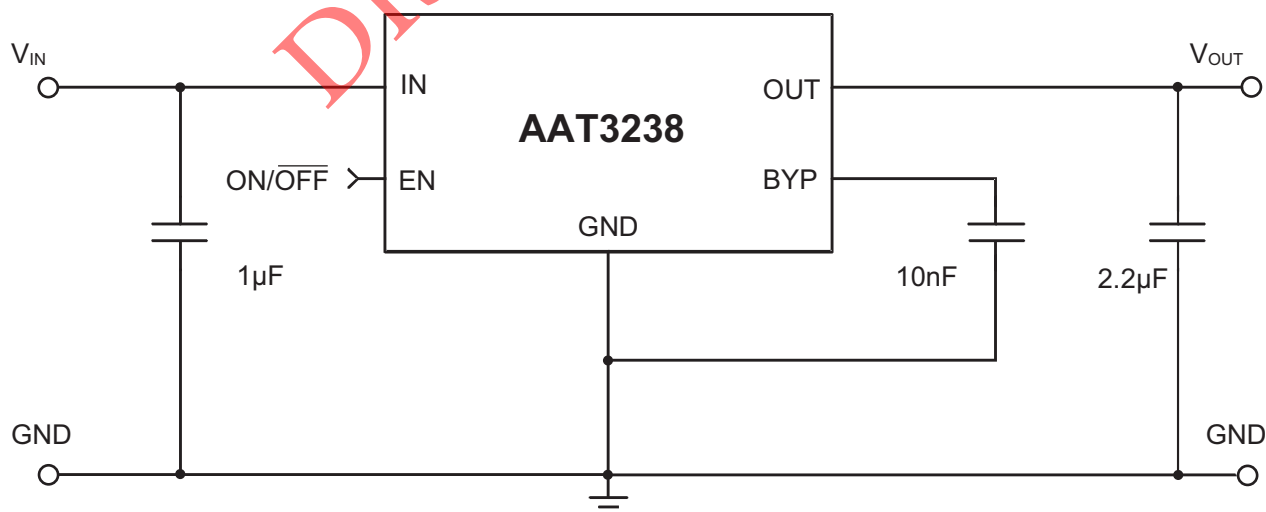 VIN
VOUT
IN
OUT
AAT3238
ON/OFF
EN
BYP
GND
1µF
10nF
2.2µF
GND
GND